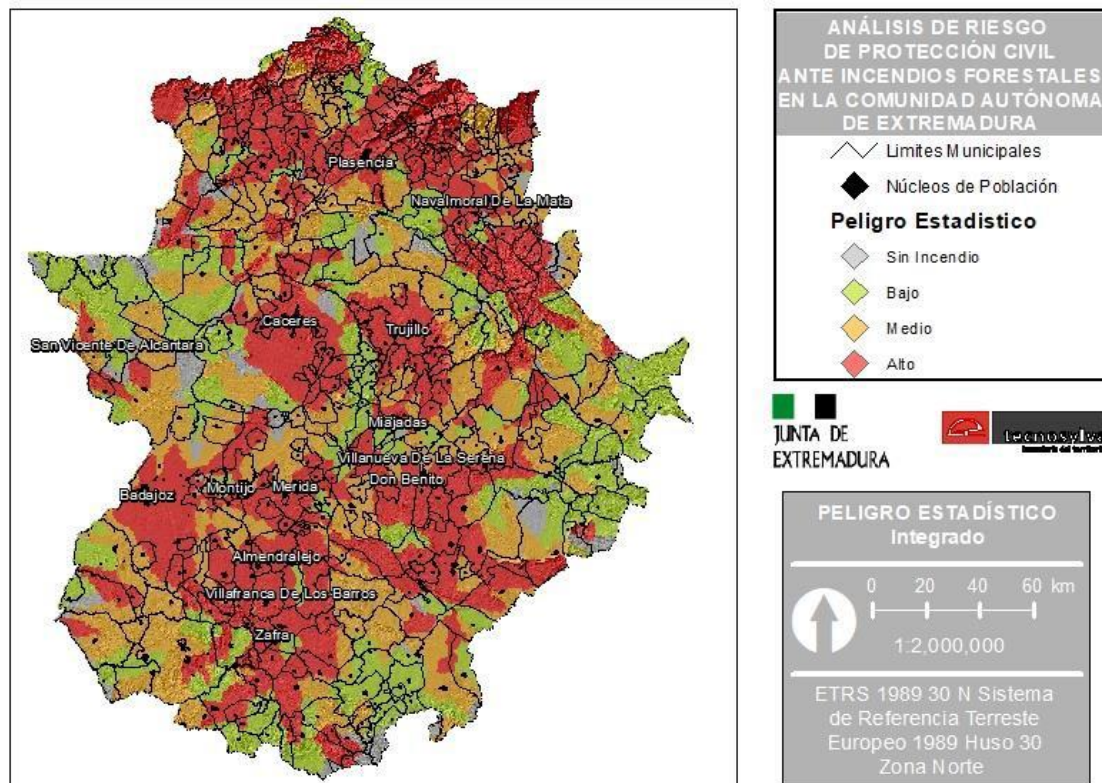 Plasencia
Navalmoral De La Mata
Caceres
Trujillo
San Vicente De Alcantara
Miajadas
Villanueva De La Serena
Don Benito
Badajoz
Montijo
Merida
Almendralejo
Villafranca De Los Barros
Zafra
ANÁLISIS DE RIESGO
DE PROTECCIÓN CIVIL
ANTE INCENDIOS FORESTALES
EN LA COMUNIDAD AUTÓNOMA
DE EXTREMADURA
Limites Municipales
Núcleos de Población
Peligro Estadistico
Sin Incendio
Bajo
Medio
Alto
JUNTA DE
EXTREMADURA
tecnosylva
PELIGRO ESTADÍSTICO
Integrado
0 20 40 60 km
1:2,000,000
ETRS 1989 30 N Sistema
de Referencia Terreste
Europeo 1989 Huso 30
Zona Norte